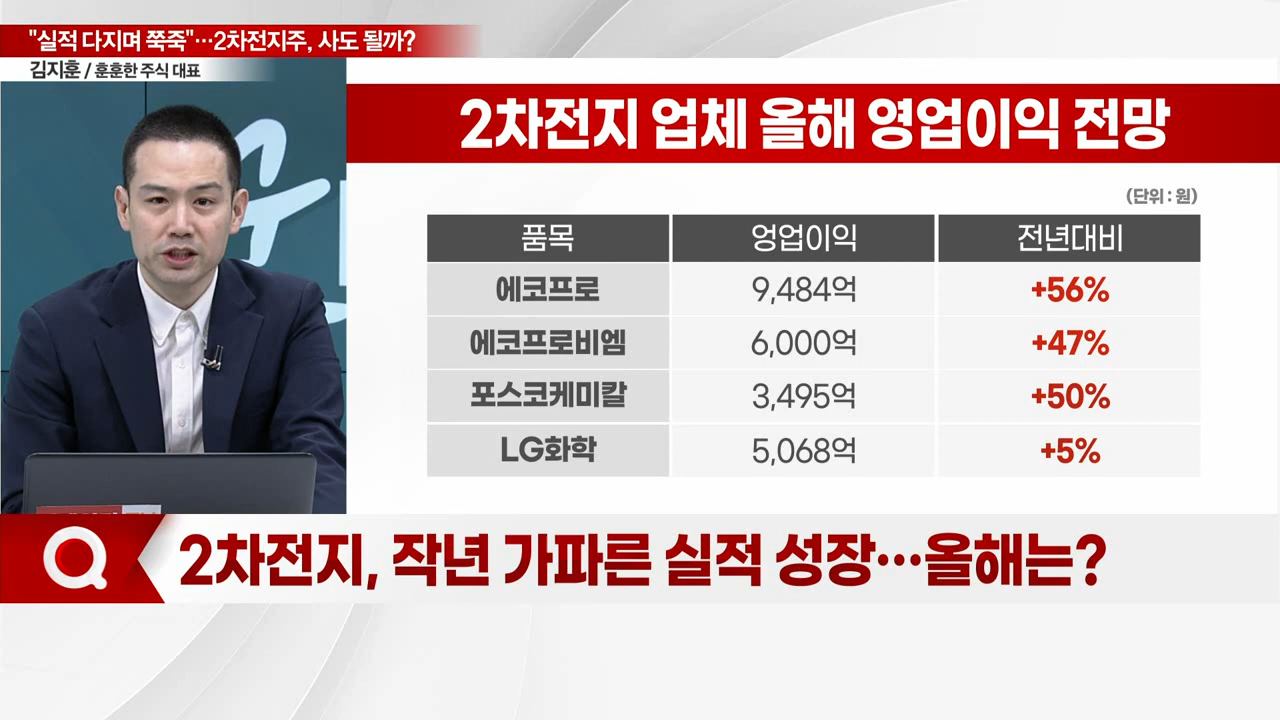 "실적 다지며 쭉죽"…2차전지주, 사도 될까?
김지훈 / 훈훈한 주식 대표
2차전지 업체 올해 영업이익 전망
(단위 : 원)
품목 엉업이익 전년대비
에코프로 9,484억 +56%
에코프로비엠 6,000억 +47%
포스코케미칼 3,495억 +50%
LG화학 5,068억 +5%
Q 2차전지, 작년 가파른 실적 성장…올해는?